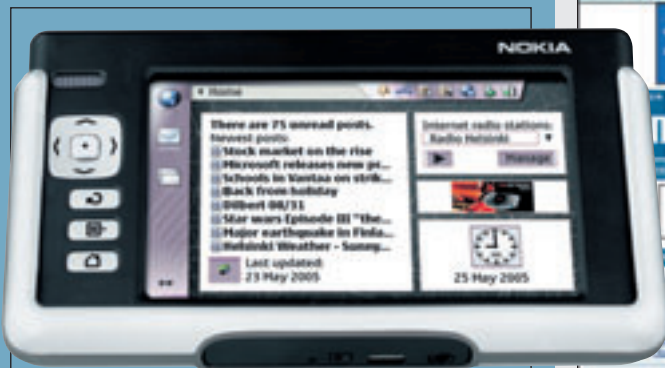 NOKIA
Home
There are 75 unread posts.
Newest posts:
Stock market on the rise
Microsoft releases new pc...
Schools in Vantaa on strik...
Back from holiday
Dilbert 08/31
Star wars Episode III "the...
Major earthquake in Finla...
Helsinki Weather - Sunny...
Last updated:
23 May 2005
Internet radio stations:
Radio Helsinki
Manage
25 May 2005